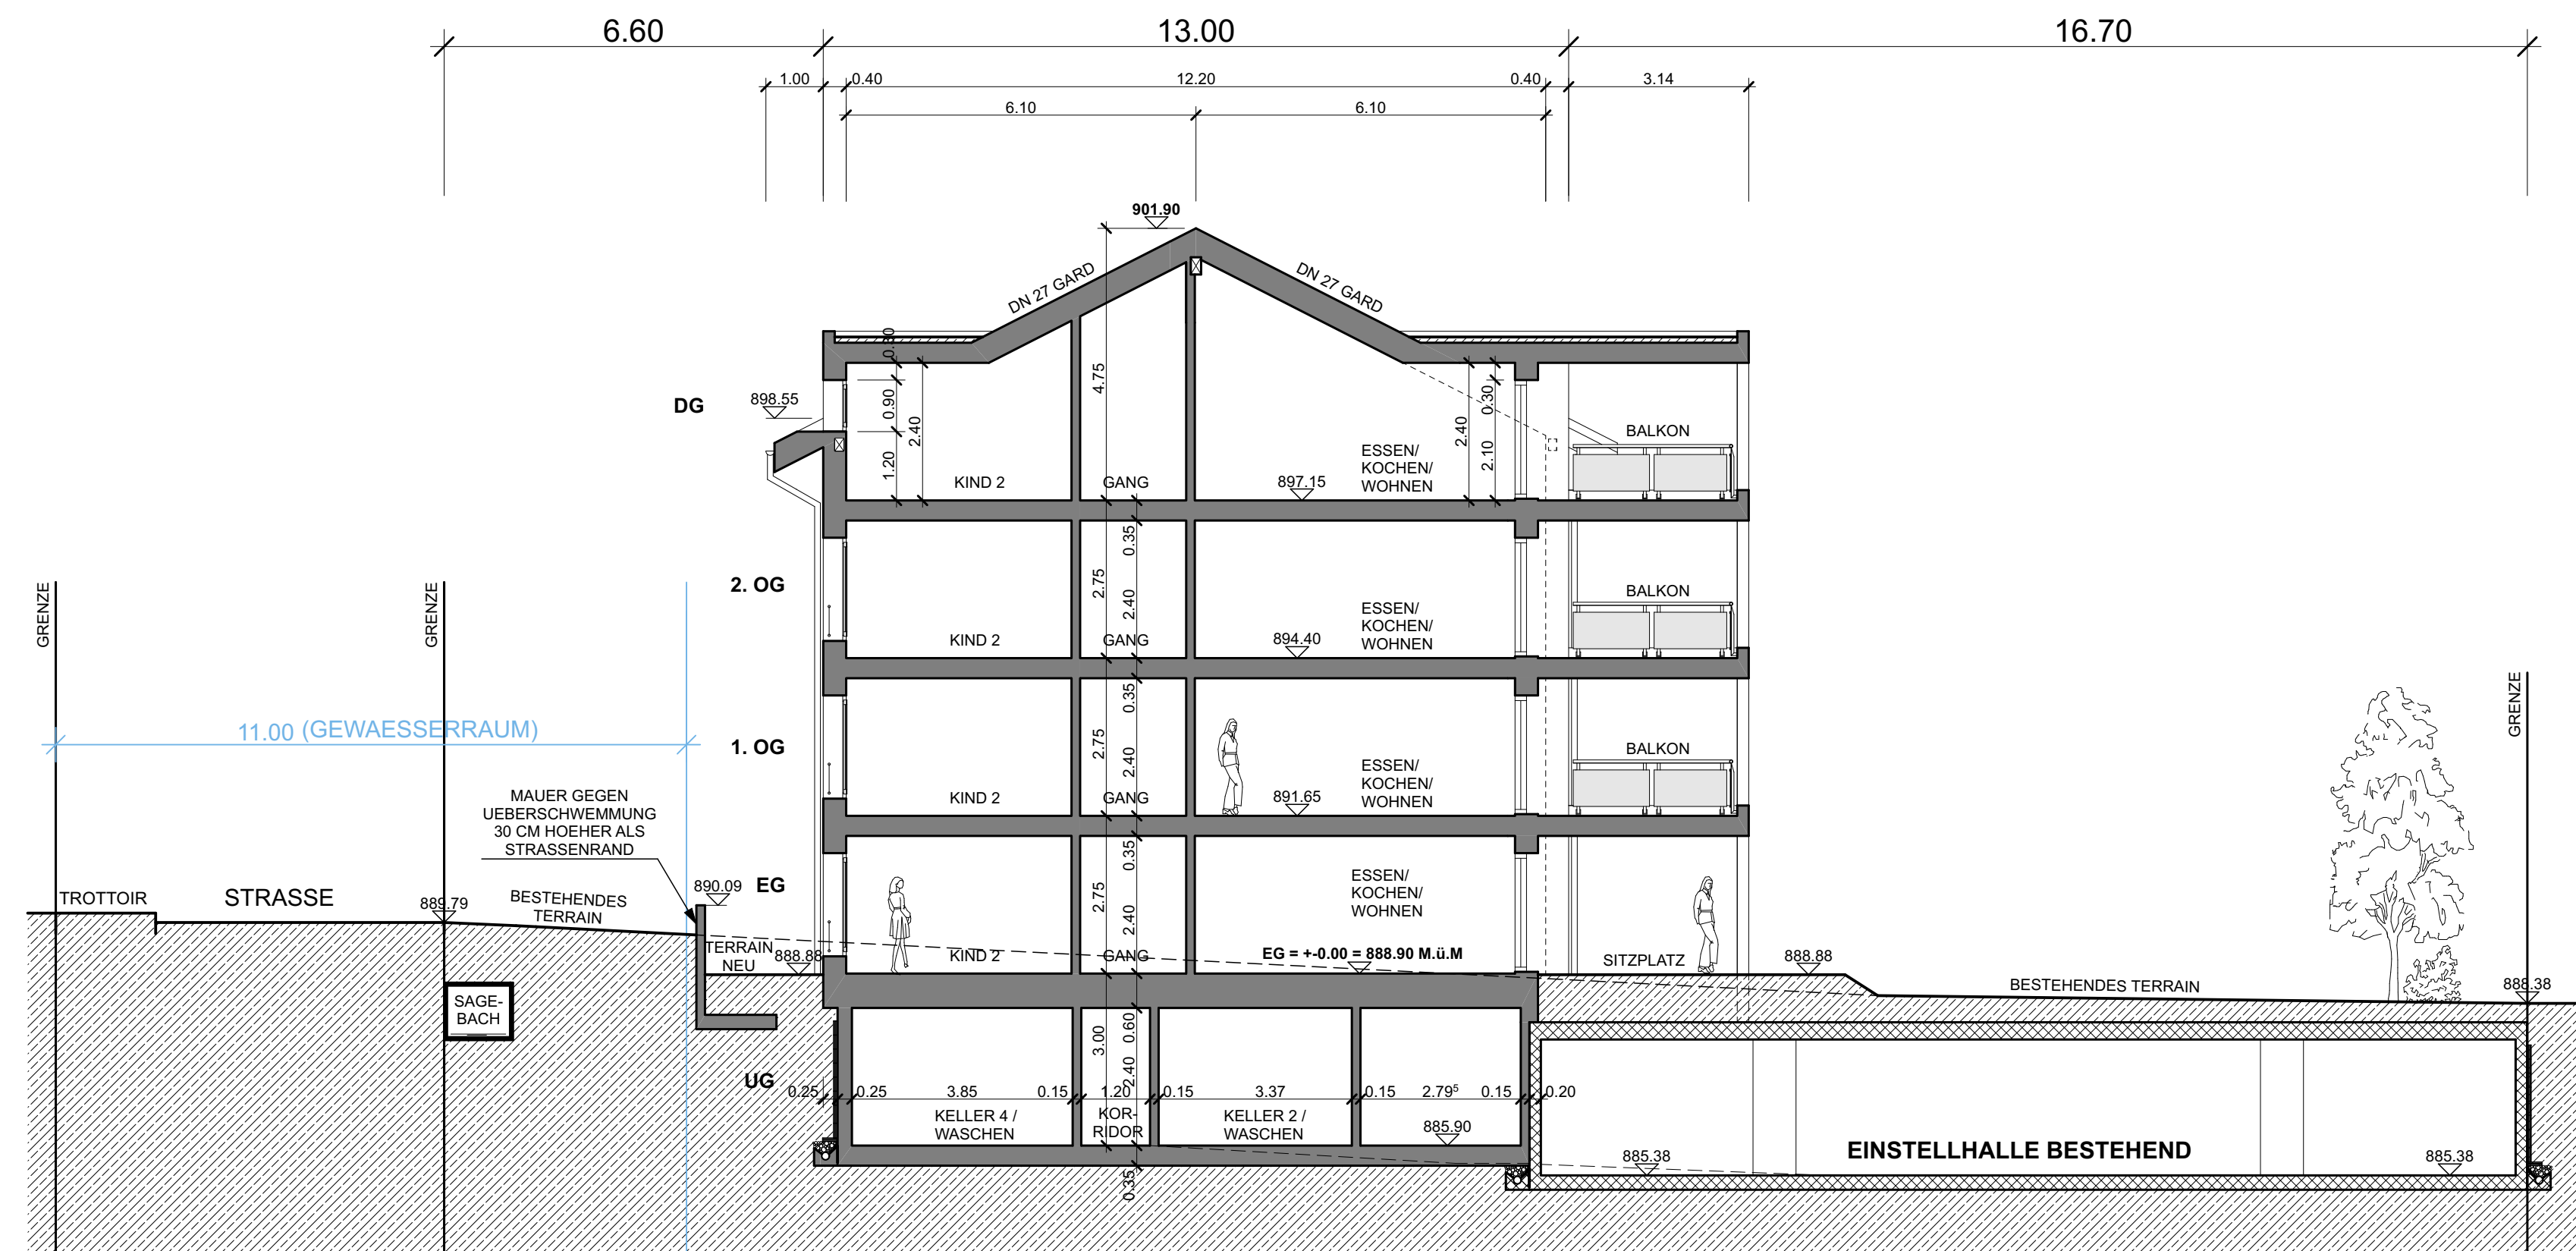 6.60
13.00
16.70
1.00
0.40
12.20
0.40
3.14
6.10
6.10
901.90
DN 27 GARD
DN 27 GARD
0.30
4.75
DG
898.55
0.90
2.40
1.20
0.30
2.40
2.10
BALKON
ESSEN/
KOCHEN/
WOHNEN
KIND 2
GANG
897.15
0.35
2. OG
2.75
2.40
BALKON
ESSEN/
KOCHEN/
WOHNEN
KIND 2
GANG
894.40
GRENZE
GRENZE
GRENZE
0.35
11.00 (GEWAESSERRAUM)
1. OG
2.75
2.40
BALKON
ESSEN/
KOCHEN/
WOHNEN
KIND 2
GANG
891.65
MAUER GEGEN
UEBERSCHWEMMUNG
30 CM HOEHER ALS
STRASSENRAND
0.35
890.09
EG
2.75
2.40
ESSEN/
KOCHEN/
WOHNEN
TROTTOIR
STRASSE
889.79
BESTEHENDES
TERRAIN
TERRAIN
NEU
888.88
KIND 2
GANG
EG = +-0.00 = 888.90 M.ü.M
SITZPLATZ
888.88
BESTEHENDES TERRAIN
888.38
SAGE-
BACH
0.60
3.00
2.40
UG
0.25
0.25
3.85
0.15
1.20
0.15
3.37
0.15
2.79⁵
0.15
0.20
KELLER 4 /
WASCHEN
KOR-
RIDOR
KELLER 2 /
WASCHEN
885.90
EINSTELLHALLE BESTEHEND
885.38
885.38
0.35